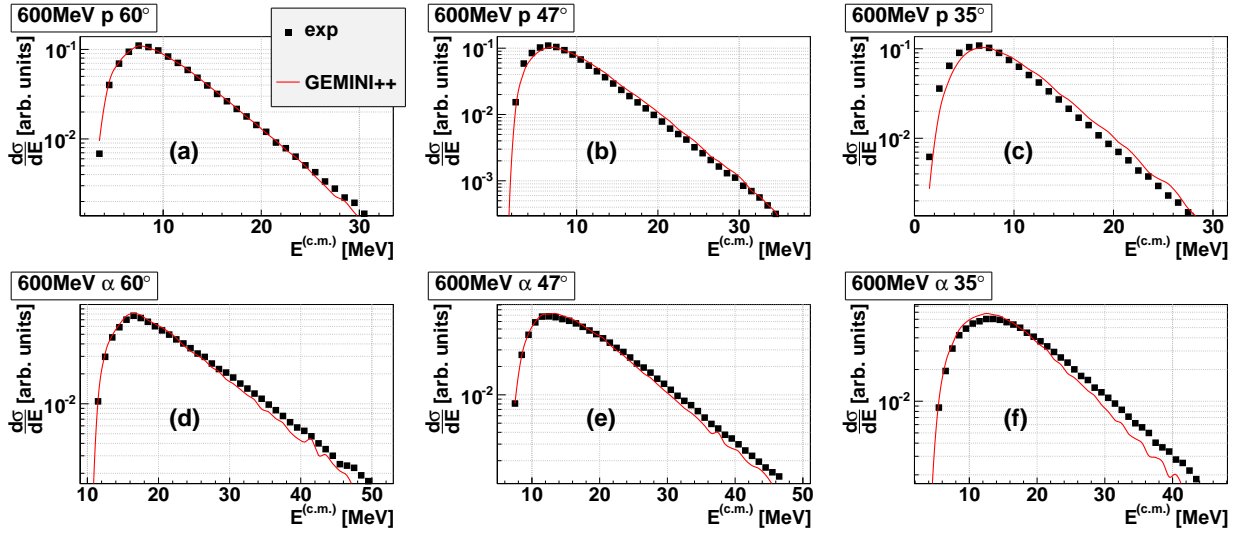 600MeV p 60°
dσ/dE [arb. units]
10⁻¹
10⁻²
exp
GEMINI++
(a)
10 20 30
E(c.m.) [MeV]
600MeV p 47°
dσ/dE [arb. units]
10⁻¹
10⁻²
10⁻³
(b)
10 20 30
E(c.m.) [MeV]
600MeV p 35°
dσ/dE [arb. units]
10⁻¹
10⁻²
(c)
0 10 20 30
E(c.m.) [MeV]
600MeV α 60°
dσ/dE [arb. units]
10⁻²
(d)
10 20 30 40 50
E(c.m.) [MeV]
600MeV α 47°
dσ/dE [arb. units]
10⁻²
(e)
10 20 30 40 50
E(c.m.) [MeV]
600MeV α 35°
dσ/dE [arb. units]
10⁻²
(f)
10 20 30 40
E(c.m.) [MeV]